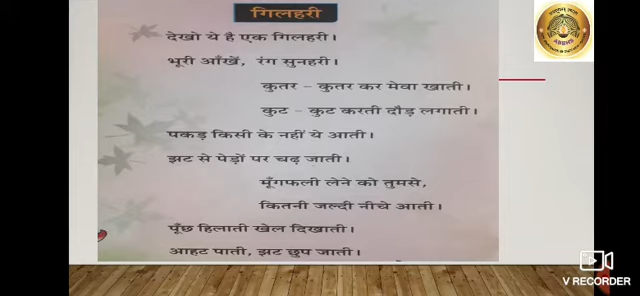 गिलहरी
देखो ये है एक गिलहरी।
भूरी आँखें, रंग सुनहरी।
कुतर – कुतर कर मेवा खाती।
कुट – कुट करती दौड़ लगाती।
पकड़ किसी के नहीं ये आती।
झट से पेड़ों पर चढ़ जाती।
मूँगफली लेने को तुमसे,
कितनी जल्दी नीचे आती।
पूँछ हिलाती खेल दिखाती।
आहट पाती, झट छुप जाती।
ABBHS
V RECORDER